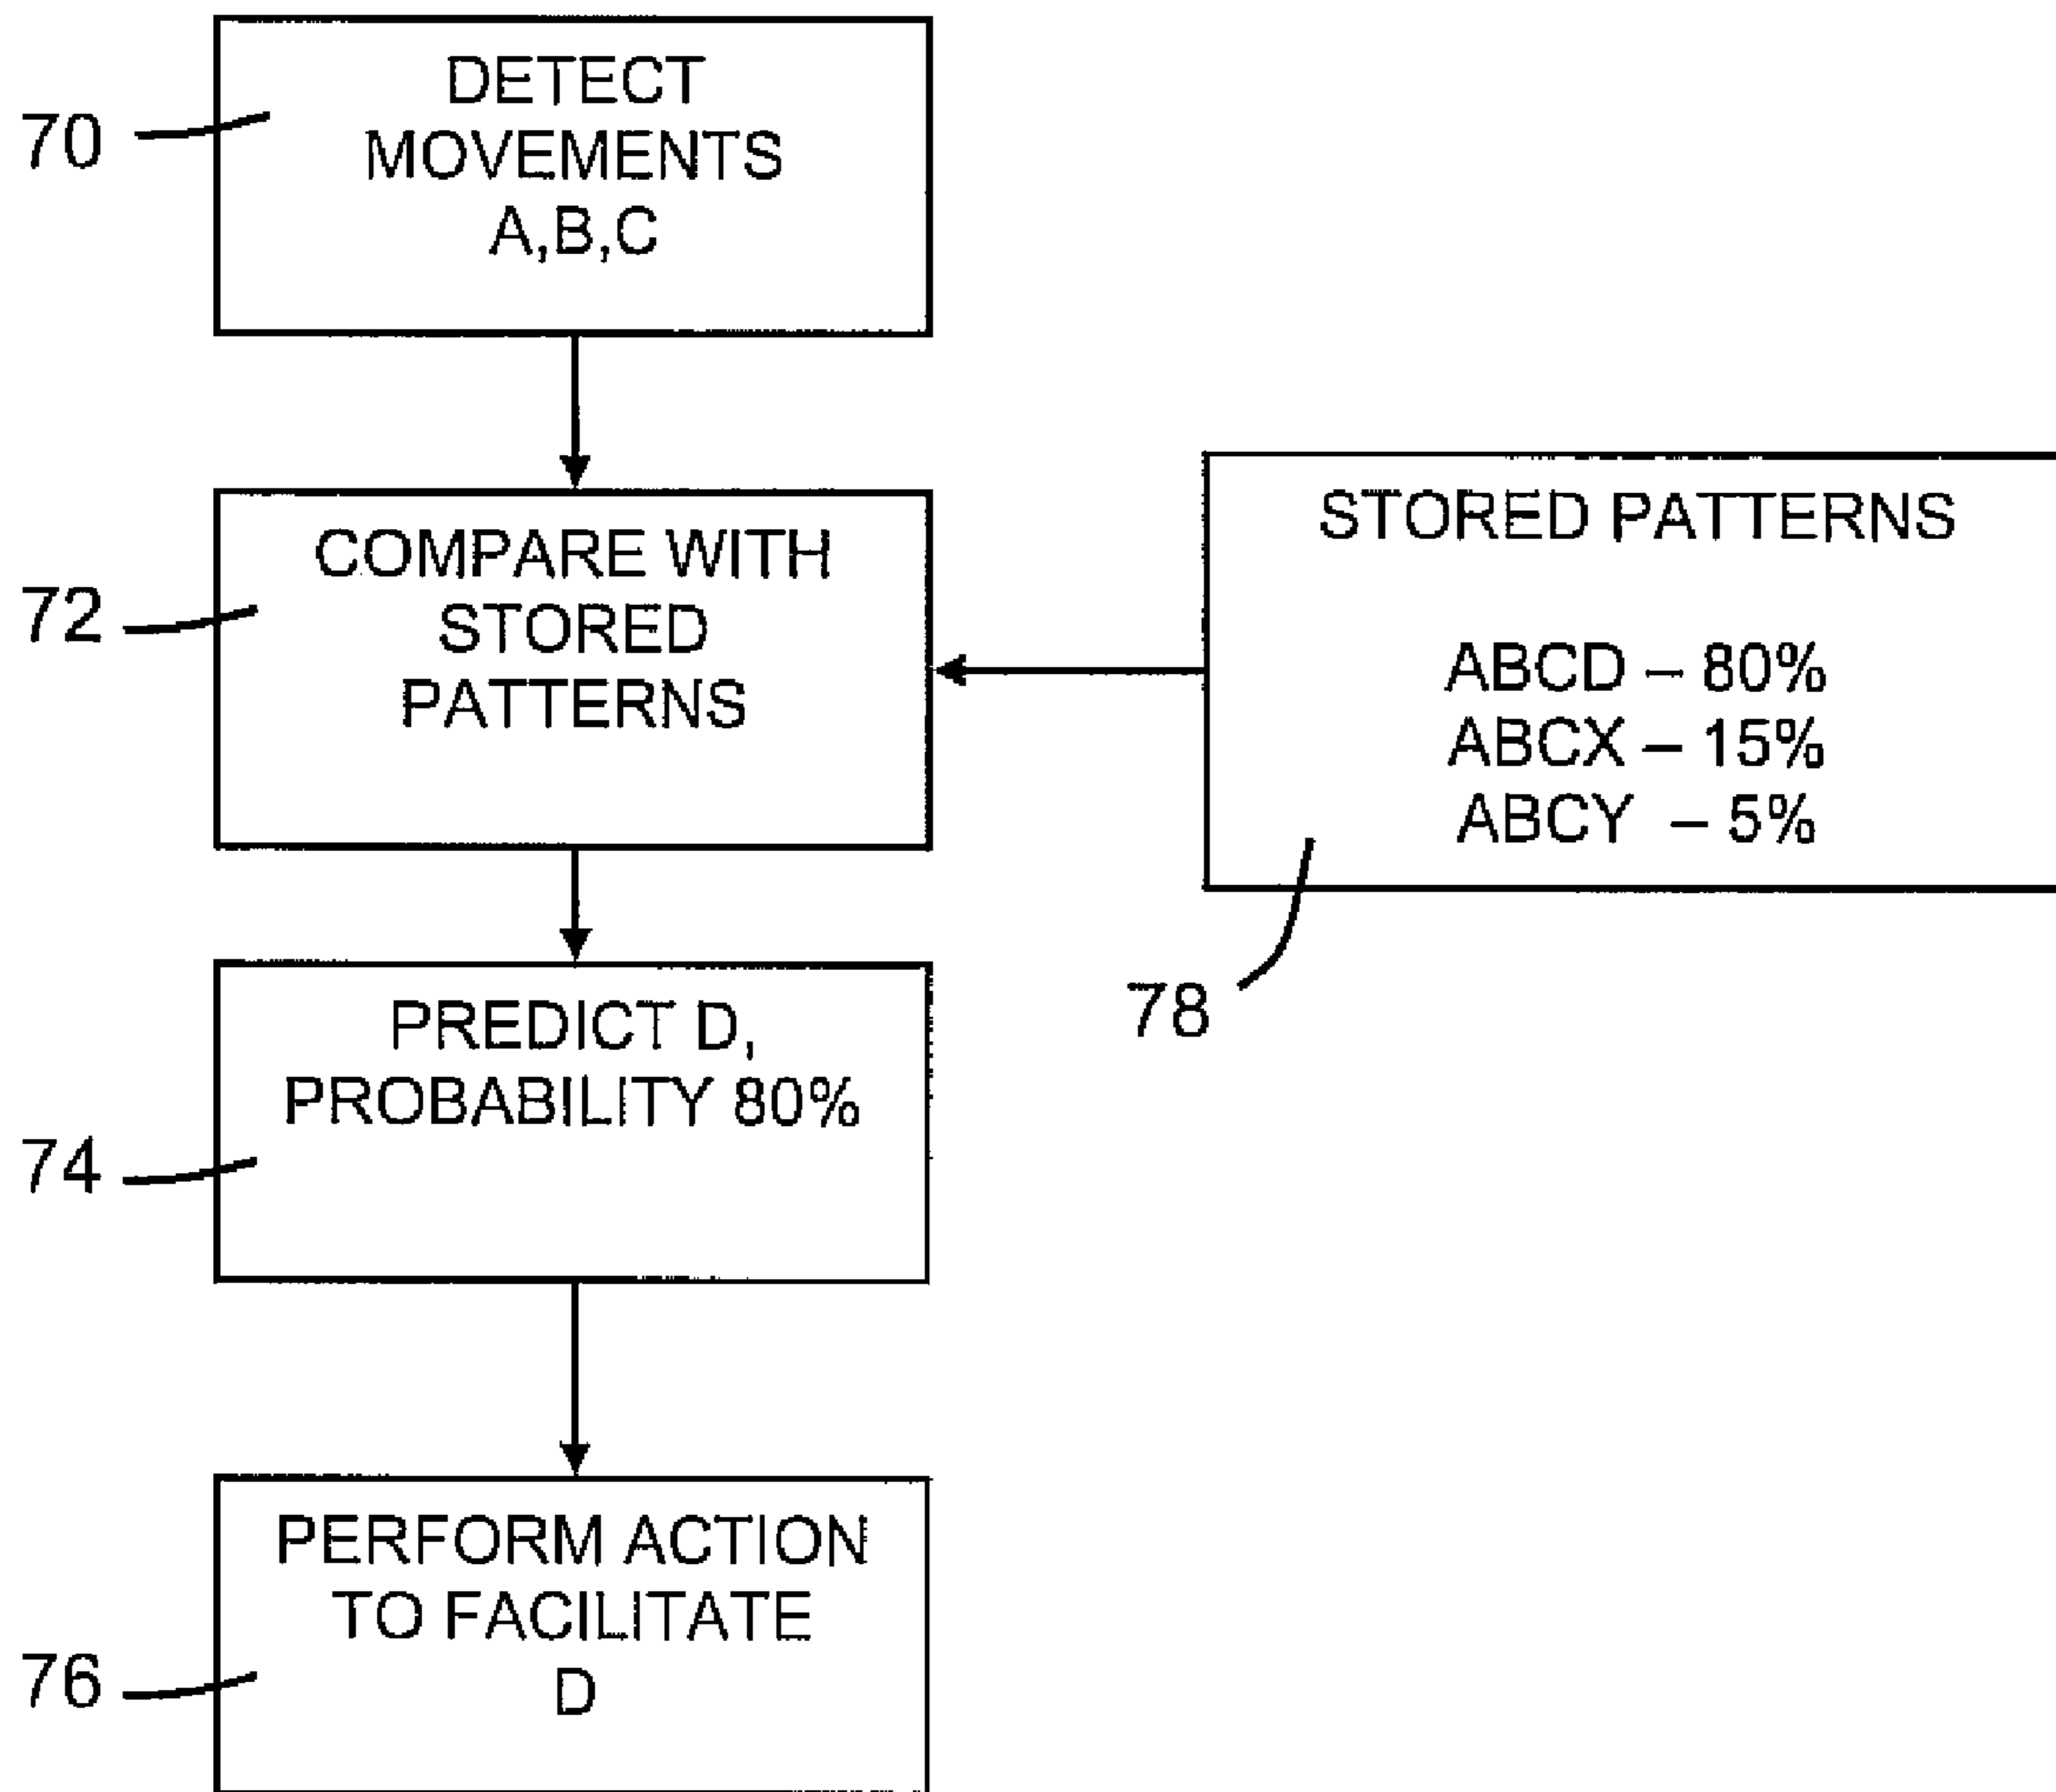 70
DETECT
MOVEMENTS
A,B,C
72
COMPARE WITH
STORED
PATTERNS
STORED PATTERNS
ABCD – 80%
ABCX – 15%
ABCY – 5%
78
74
PREDICT D,
PROBABILITY 80%
76
PERFORM ACTION
TO FACILITATE
D